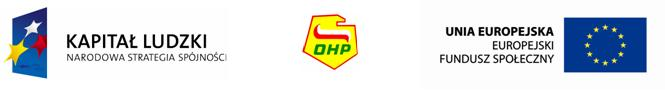 KAPITAŁ LUDZKI
NARODOWA STRATEGIA SPÓJNOŚCI
OHP
UNIA EUROPEJSKA
EUROPEJSKI
FUNDUSZ SPOŁECZNY